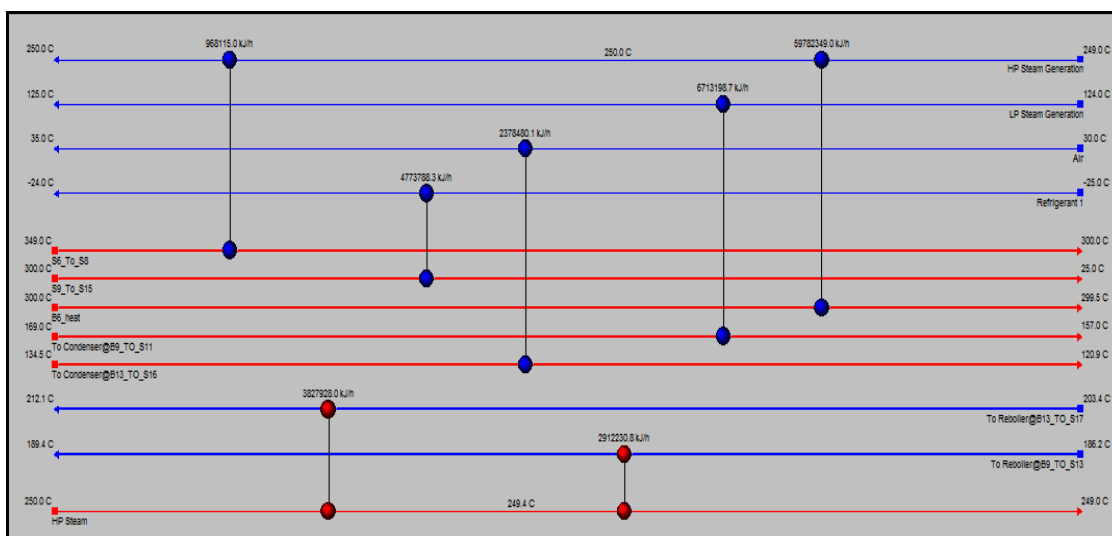 968115.0 kJ/h
59782349.0 kJ/h
250.0 C
250.0 C
249.0 C
HP Steam Generation
6713198.7 kJ/h
125.0 C
124.0 C
LP Steam Generation
2378480.1 kJ/h
35.0 C
30.0 C
Air
4773788.3 kJ/h
-24.0 C
-25.0 C
Refrigerant 1
349.0 C
300.0 C
S6_To_S8
300.0 C
25.0 C
S9_To_S15
300.0 C
299.5 C
B6_heat
169.0 C
157.0 C
To Condenser@B9_TO_S11
134.5 C
120.9 C
To Condenser@B13_TO_S16
3827928.0 kJ/h
212.1 C
203.4 C
To Reboiler@B13_TO_S17
2912230.8 kJ/h
189.4 C
186.2 C
To Reboiler@B9_TO_S13
250.0 C
249.4 C
249.0 C
HP Steam